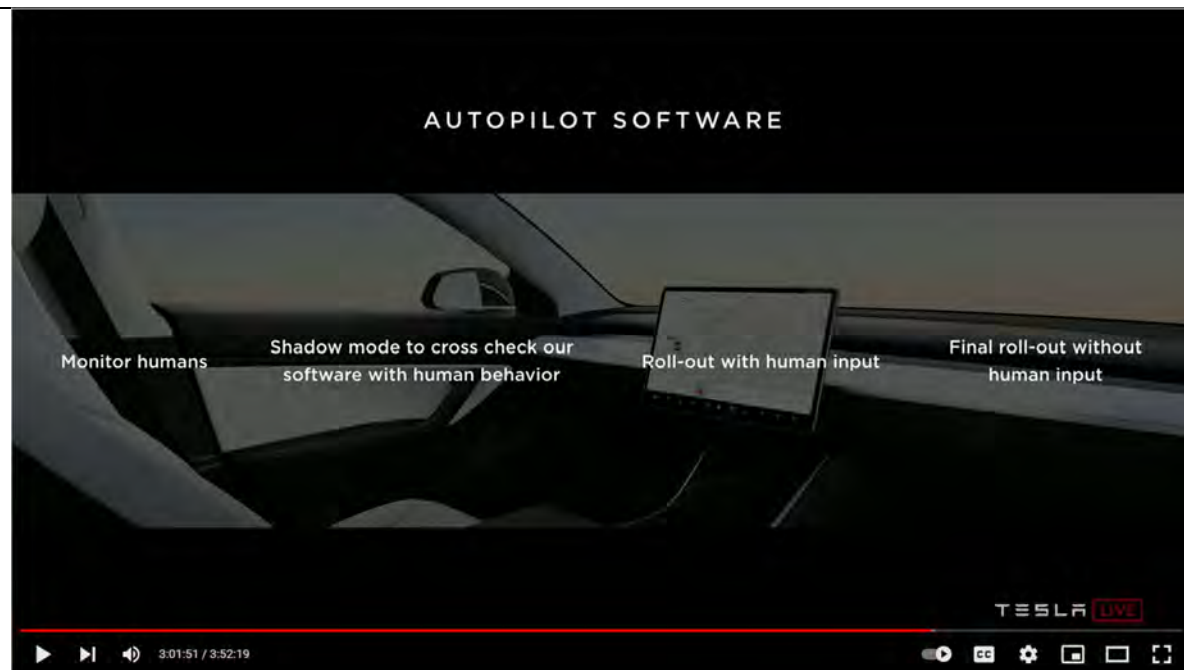 AUTOPILOT SOFTWARE
Monitor humans
Shadow mode to cross check our
software with human behavior
Roll-out with human input
Final roll-out without
human input
TESLA LIVE
3:01:51 / 3:52:19
CC